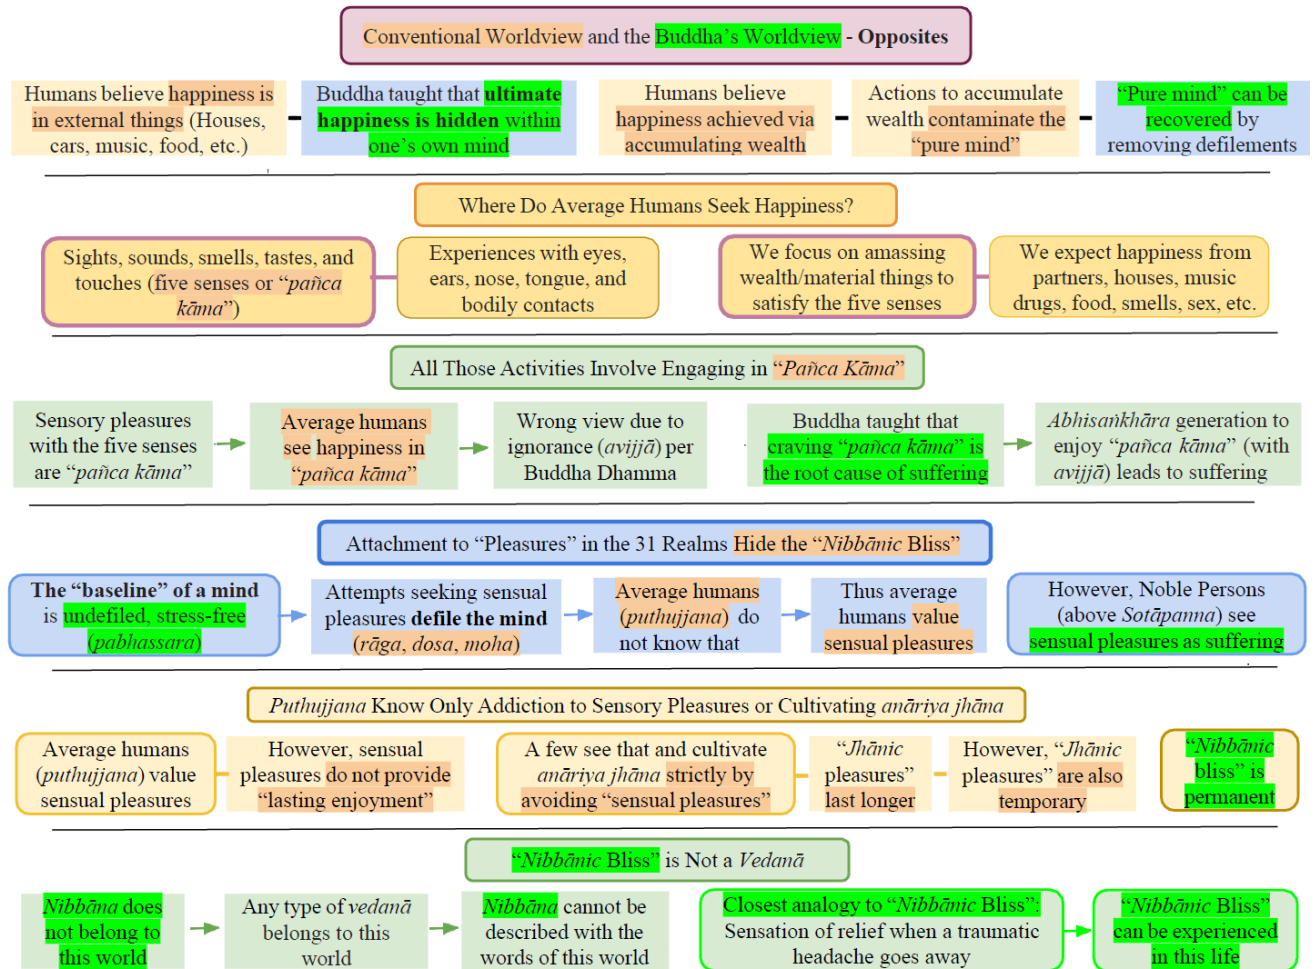 Conventional Worldview and the Buddha's Worldview - Opposites
Humans believe happiness is
in external things (Houses,
cars, music, food, etc.)
Buddha taught that ultimate
happiness is hidden within
one's own mind
Humans believe
happiness achieved via
accumulating wealth
Actions to accumulate
wealth contaminate the
"pure mind"
"Pure mind" can be
recovered by
removing defilements
Where Do Average Humans Seek Happiness?
Sights, sounds, smells, tastes, and
touches (five senses or "pañca
kāma")
Experiences with eyes,
ears, nose, tongue, and
bodily contacts
We focus on amassing
wealth/material things to
satisfy the five senses
We expect happiness from
partners, houses, music
drugs, food, smells, sex, etc.
All Those Activities Involve Engaging in "Pañca Kāma"
Sensory pleasures
with the five senses
are "pañca kāma"
Average humans
see happiness in
"pañca kāma"
Wrong view due to
ignorance (avijjā) per
Buddha Dhamma
Buddha taught that
craving "pañca kāma" is
the root cause of suffering
Abhisaṅkhāra generation to
enjoy "pañca kāma" (with
avijjā) leads to suffering
Attachment to "Pleasures" in the 31 Realms Hide the "Nibbānic Bliss"
The "baseline" of a mind
is undefiled, stress-free
(pabhassara)
Attempts seeking sensual
pleasures defile the mind
(rāga, dosa, moha)
Average humans
(puthujjana) do
not know that
Thus average
humans value
sensual pleasures
However, Noble Persons
(above Sotāpanna) see
sensual pleasures as suffering
Puthujjana Know Only Addiction to Sensory Pleasures or Cultivating anāriya jhāna
Average humans
(puthujjana) value
sensual pleasures
However, sensual
pleasures do not provide
"lasting enjoyment"
A few see that and cultivate
anāriya jhāna strictly by
avoiding "sensual pleasures"
"Jhānic
pleasures"
last longer
However, "Jhānic
pleasures" are also
temporary
"Nibbānic
bliss" is
permanent
"Nibbānic Bliss" is Not a Vedanā
Nibbāna does
not belong to
this world
Any type of vedanā
belongs to this
world
Nibbāna cannot be
described with the
words of this world
Closest analogy to "Nibbānic Bliss":
Sensation of relief when a traumatic
headache goes away
"Nibbānic Bliss"
can be experienced
in this life